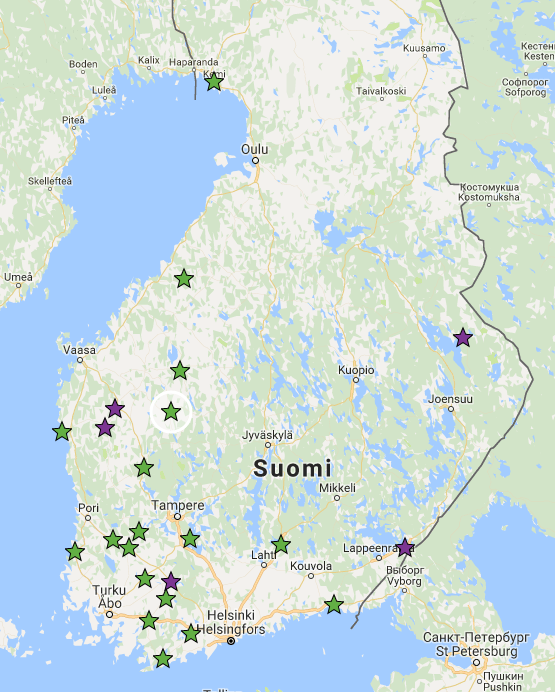 Kuusamo
Кестеньга
Kesten
Kalix
Haparanda
Boden
Kemi
Софпорог
Sofporog
Luleå
Taivalkoski
Piteå
Oulu
Skellefteå
Костомукша
Kostomuksha
Umeå
Vaasa
Kuopio
Joensuu
Jyväskylä
Suomi
Mikkeli
Pori
Tampere
Lahti
Lappeenranta
Kouvola
Выборг
Vyborg
Turku
Åbo
Helsinki
Helsingfors
Санкт-Петербург
St Petersburg
Пушкин
Pushkin
Tallinn